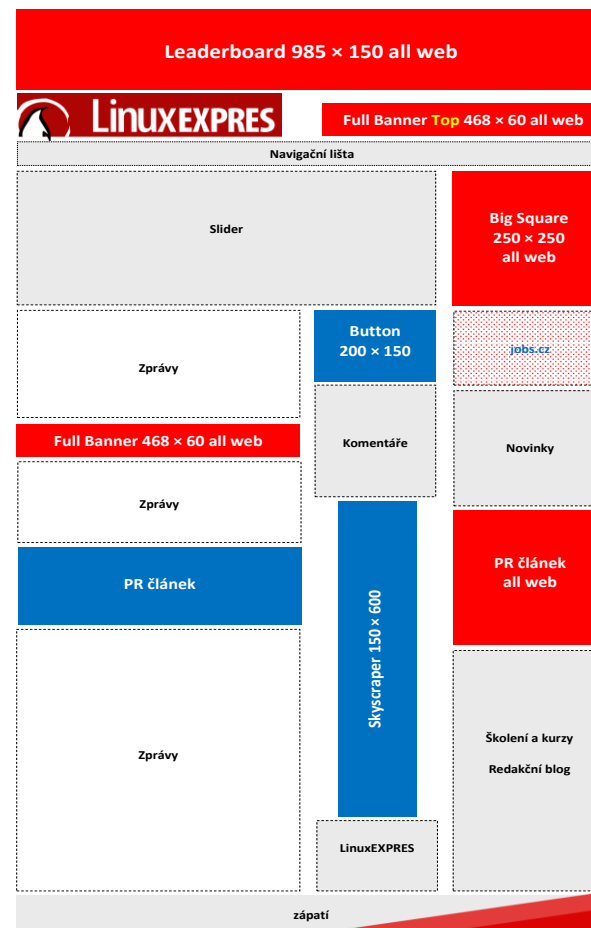 Leaderboard 985 × 150 all web
LinuxEXPRES
Full Banner Top 468 × 60 all web
Navigační lišta
Slider
Big Square
250 × 250
all web
Zprávy
Button
200 × 150
jobs.cz
Komentáře
Novinky
Full Banner 468 × 60 all web
Zprávy
PR článek
Skyscraper 150 × 600
PR článek
all web
Zprávy
Školení a kurzy
Redakční blog
LinuxEXPRES
zápatí